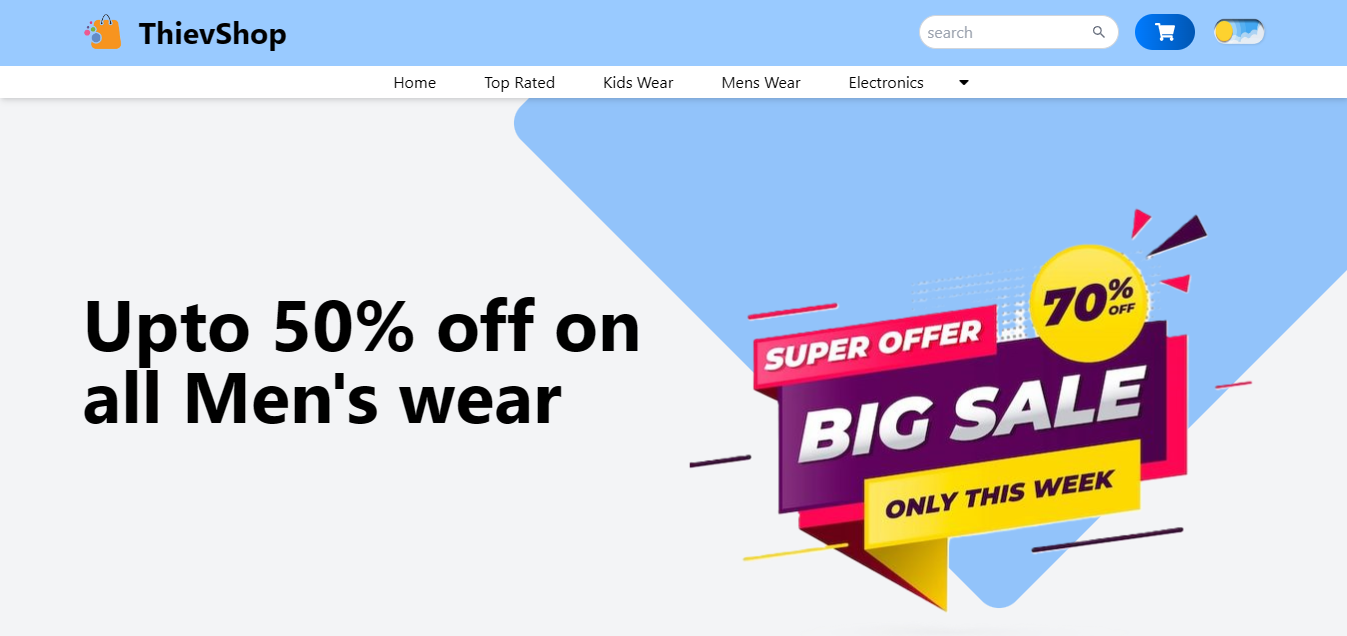 ThievShop
search
Home Top Rated Kids Wear Mens Wear Electronics
Upto 50% off on
all Men's wear
70%
OFF
SUPER OFFER
BIG SALE
ONLY THIS WEEK